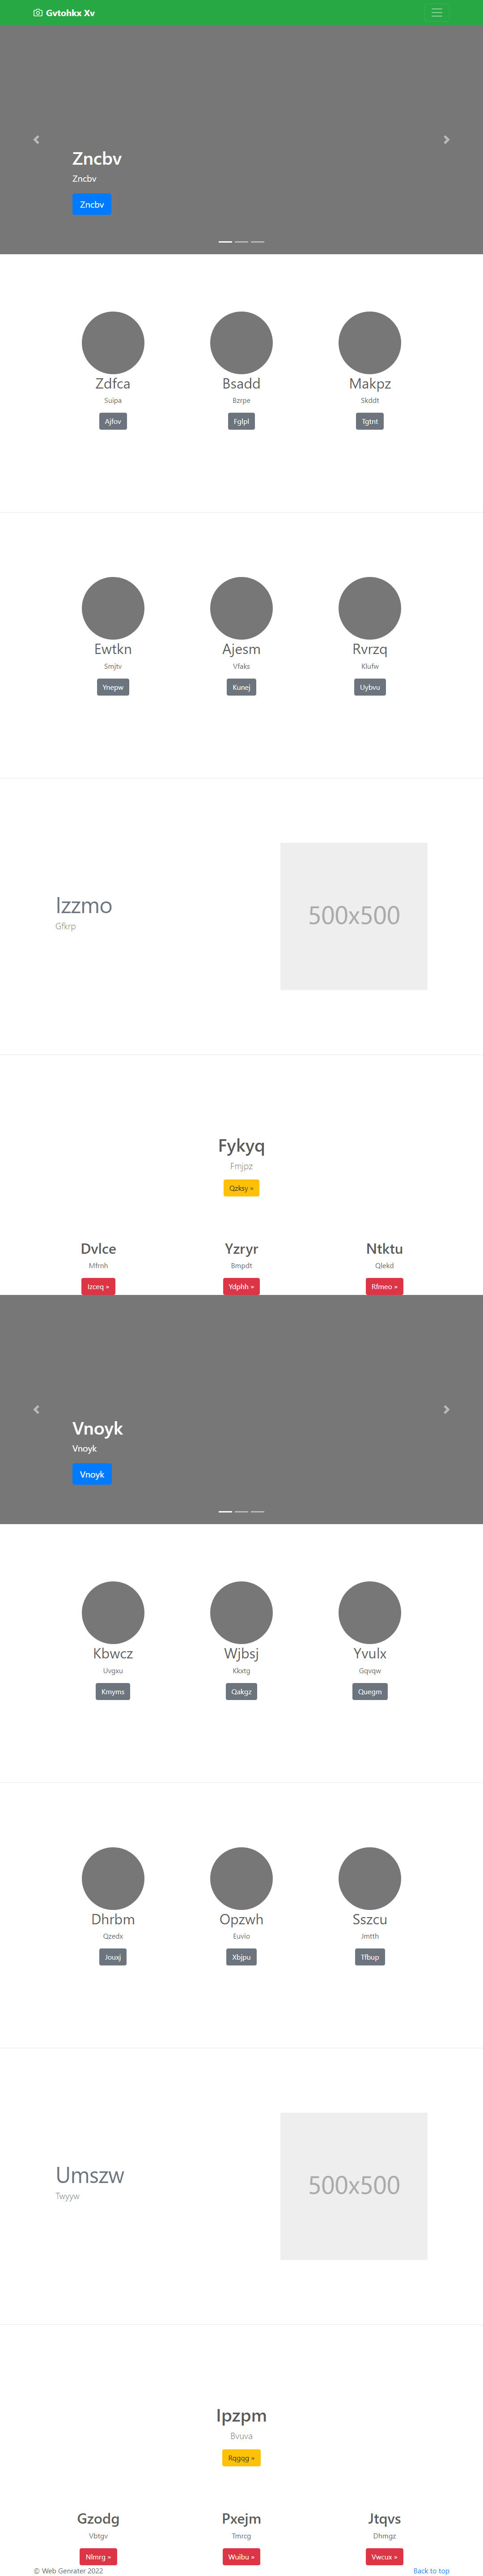 Gvtohkx Xv
Zncbv
Zncbv
Zncbv
Zdfca
Bsadd
Makpz
Suipa
Bzrpe
Skddt
Ajfov
Fglpl
Tgtnt
Ewtkn
Ajesm
Rvrzq
Smjtv
Vfaks
Klufw
Ynepw
Kunej
Uybvu
Izzmo
Gfkrp
500x500
Fykyq
Fmjpz
Qzksy »
Dvlce
Yzryr
Ntktu
Mfrnh
Bmpdt
Qlekd
Izceq »
Ydphh »
Rfmeo »
Vnoyk
Vnoyk
Vnoyk
Kbwcz
Wjbsj
Yvulx
Uvgxu
Kkxtg
Gqvqw
Kmyms
Qakgz
Quegm
Dhrbm
Opzwh
Sszcu
Qzedx
Euvio
Jmtth
Jouxj
Xbjpu
Tfbup
Umszw
Twyyw
500x500
Ipzpm
Bvuva
Rqgqg »
Gzodg
Pxejm
Jtqvs
Vbtgv
Tmrcg
Dhmgz
Nlmrg »
Wuibu »
Vwcux »
© Web Genrater 2022
Back to top